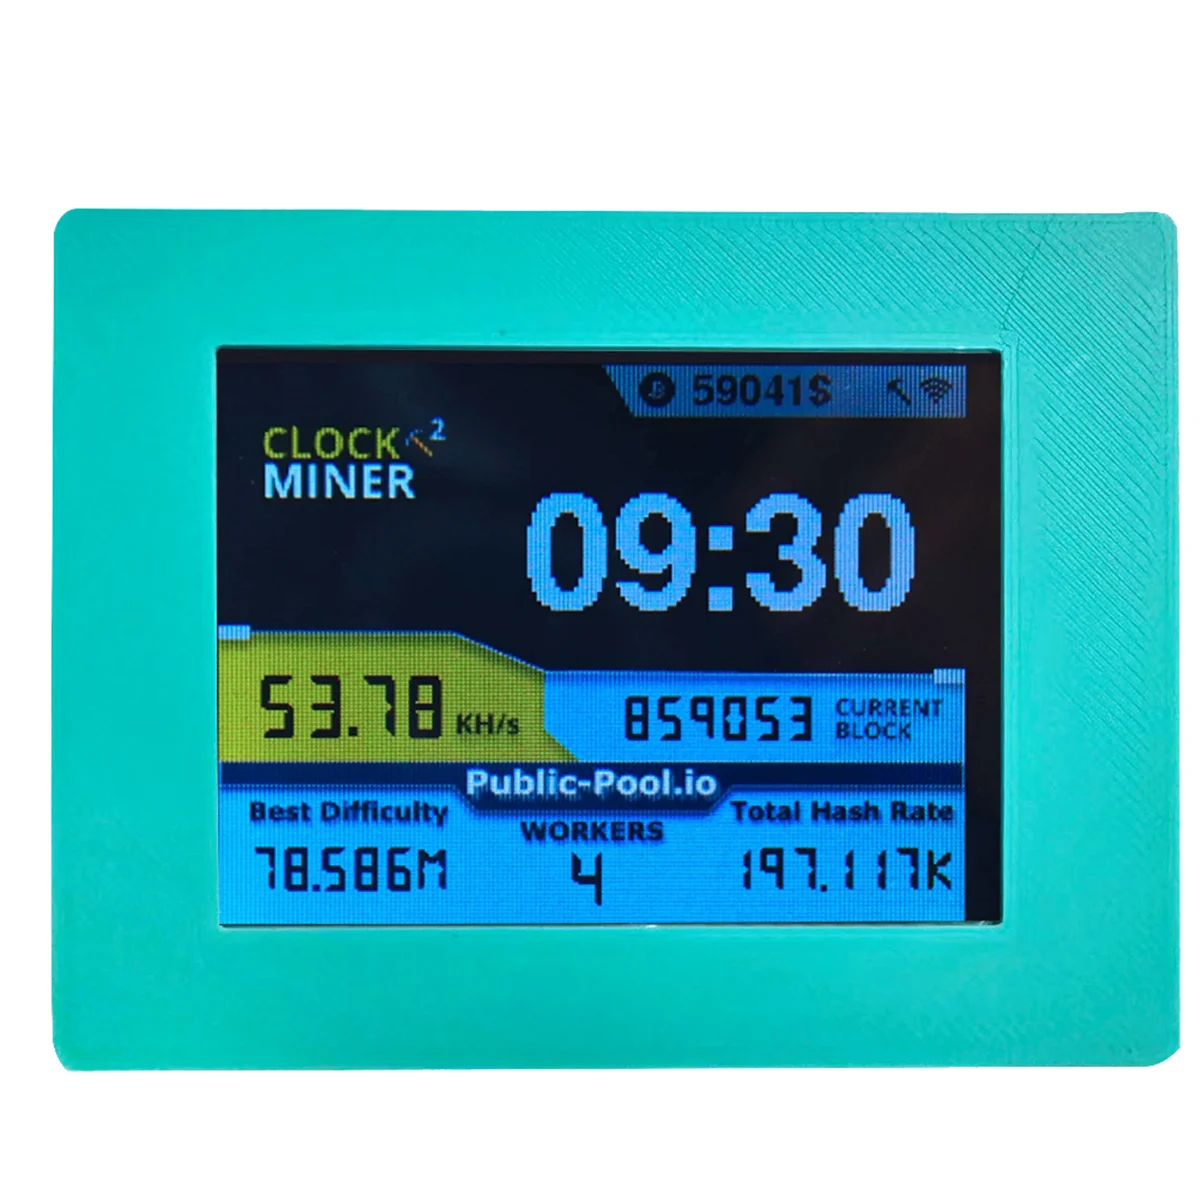 59041$
CLOCK 2
MINER
09:30
53.78 KH/s
859053 CURRENT
BLOCK
Public-Pool.io
Best Difficulty
WORKERS
Total Hash Rate
78.586M
4
197.117K